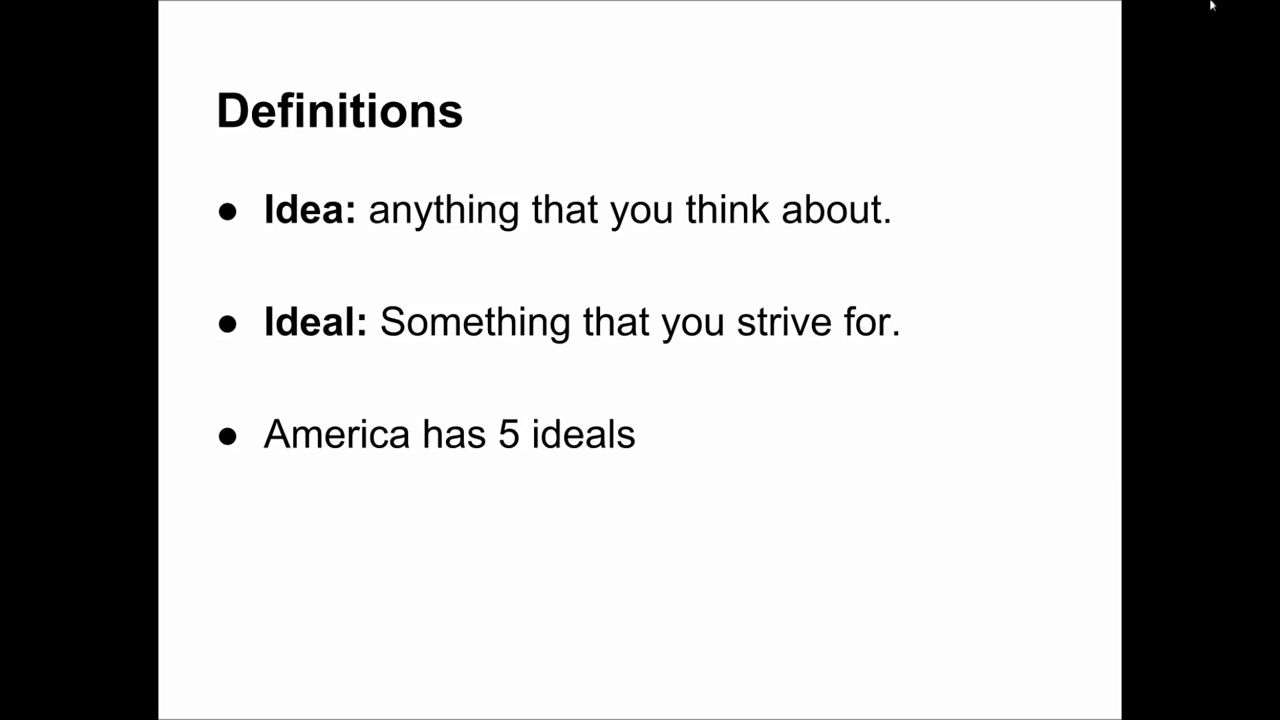 Definitions
● Idea: anything that you think about.
● Ideal: Something that you strive for.
● America has 5 ideals